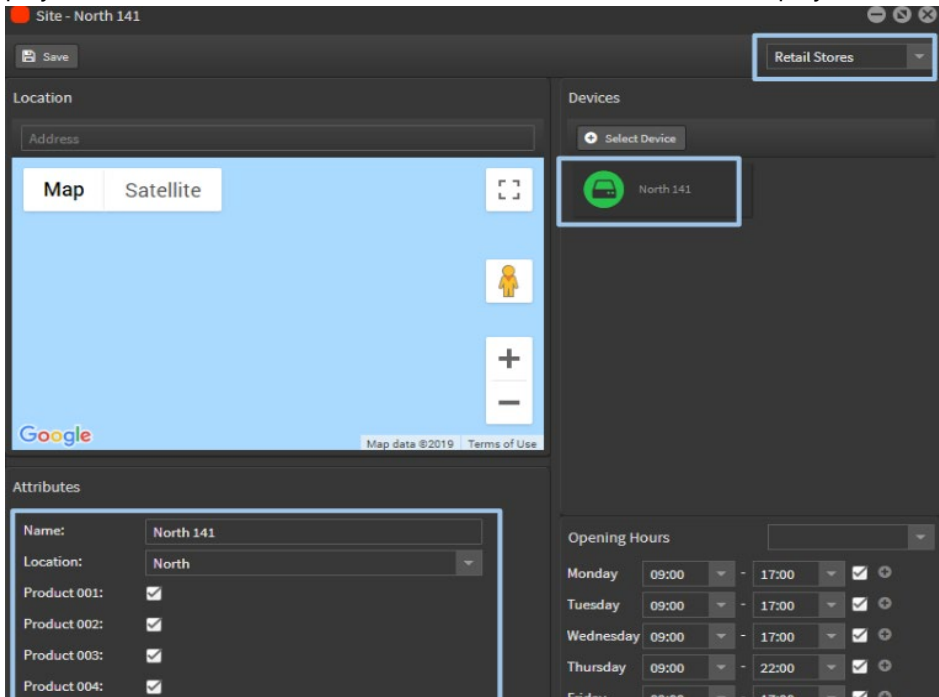 Site - North 141
Save
Retail Stores
Location
Address
Map Satellite
Google
Map data ©2019 Terms of Use
Devices
Select Device
North 141
Attributes
Name: North 141
Location: North
Product 001:
Product 002:
Product 003:
Product 004:
Opening Hours
Monday 09:00 - 17:00
Tuesday 09:00 - 17:00
Wednesday 09:00 - 17:00
Thursday 09:00 - 22:00